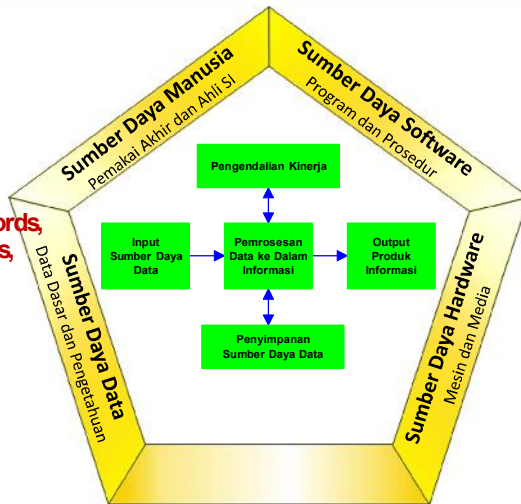 Sumber Daya Manusia
Pemakai Akhir dan Ahli SI
Sumber Daya Software
Program dan Prosedur
Pengendalian Kinerja
ords,
s,
Input
Sumber Daya
Data
Pemrosesan
Data ke Dalam
Informasi
Output
Produk
Informasi
Penyimpanan
Sumber Daya Data
Sumber Daya Data
Data Dasar dan Pengetahuan
Sumber Daya Hardware
Mesin dan Media